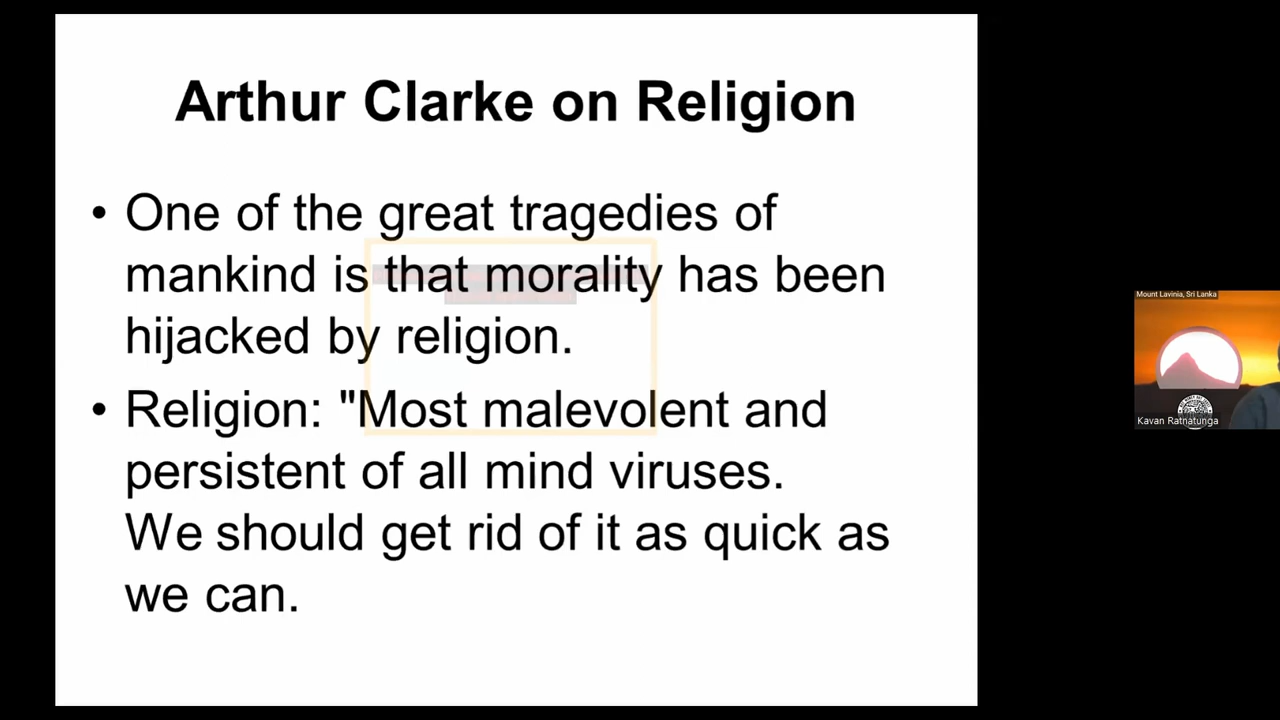 Arthur Clarke on Religion
• One of the great tragedies of
mankind is that morality has been
hijacked by religion.
• Religion: "Most malevolent and
persistent of all mind viruses.
We should get rid of it as quick as
we can.
Mount Lavinia, Sri Lanka
Kavan Ratnatunga